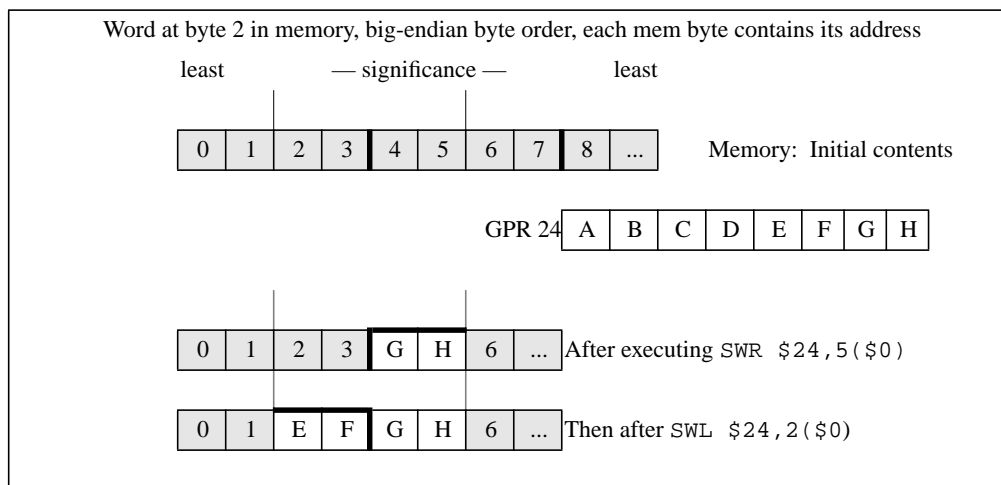 Word at byte 2 in memory, big-endian byte order, each mem byte contains its address
least — significance — least
0 1 2 3 4 5 6 7 8 ... Memory: Initial contents
GPR 24 A B C D E F G H
0 1 2 3 G H 6 ... After executing SWR $24,5($0)
0 1 E F G H 6 ... Then after SWL $24,2($0)